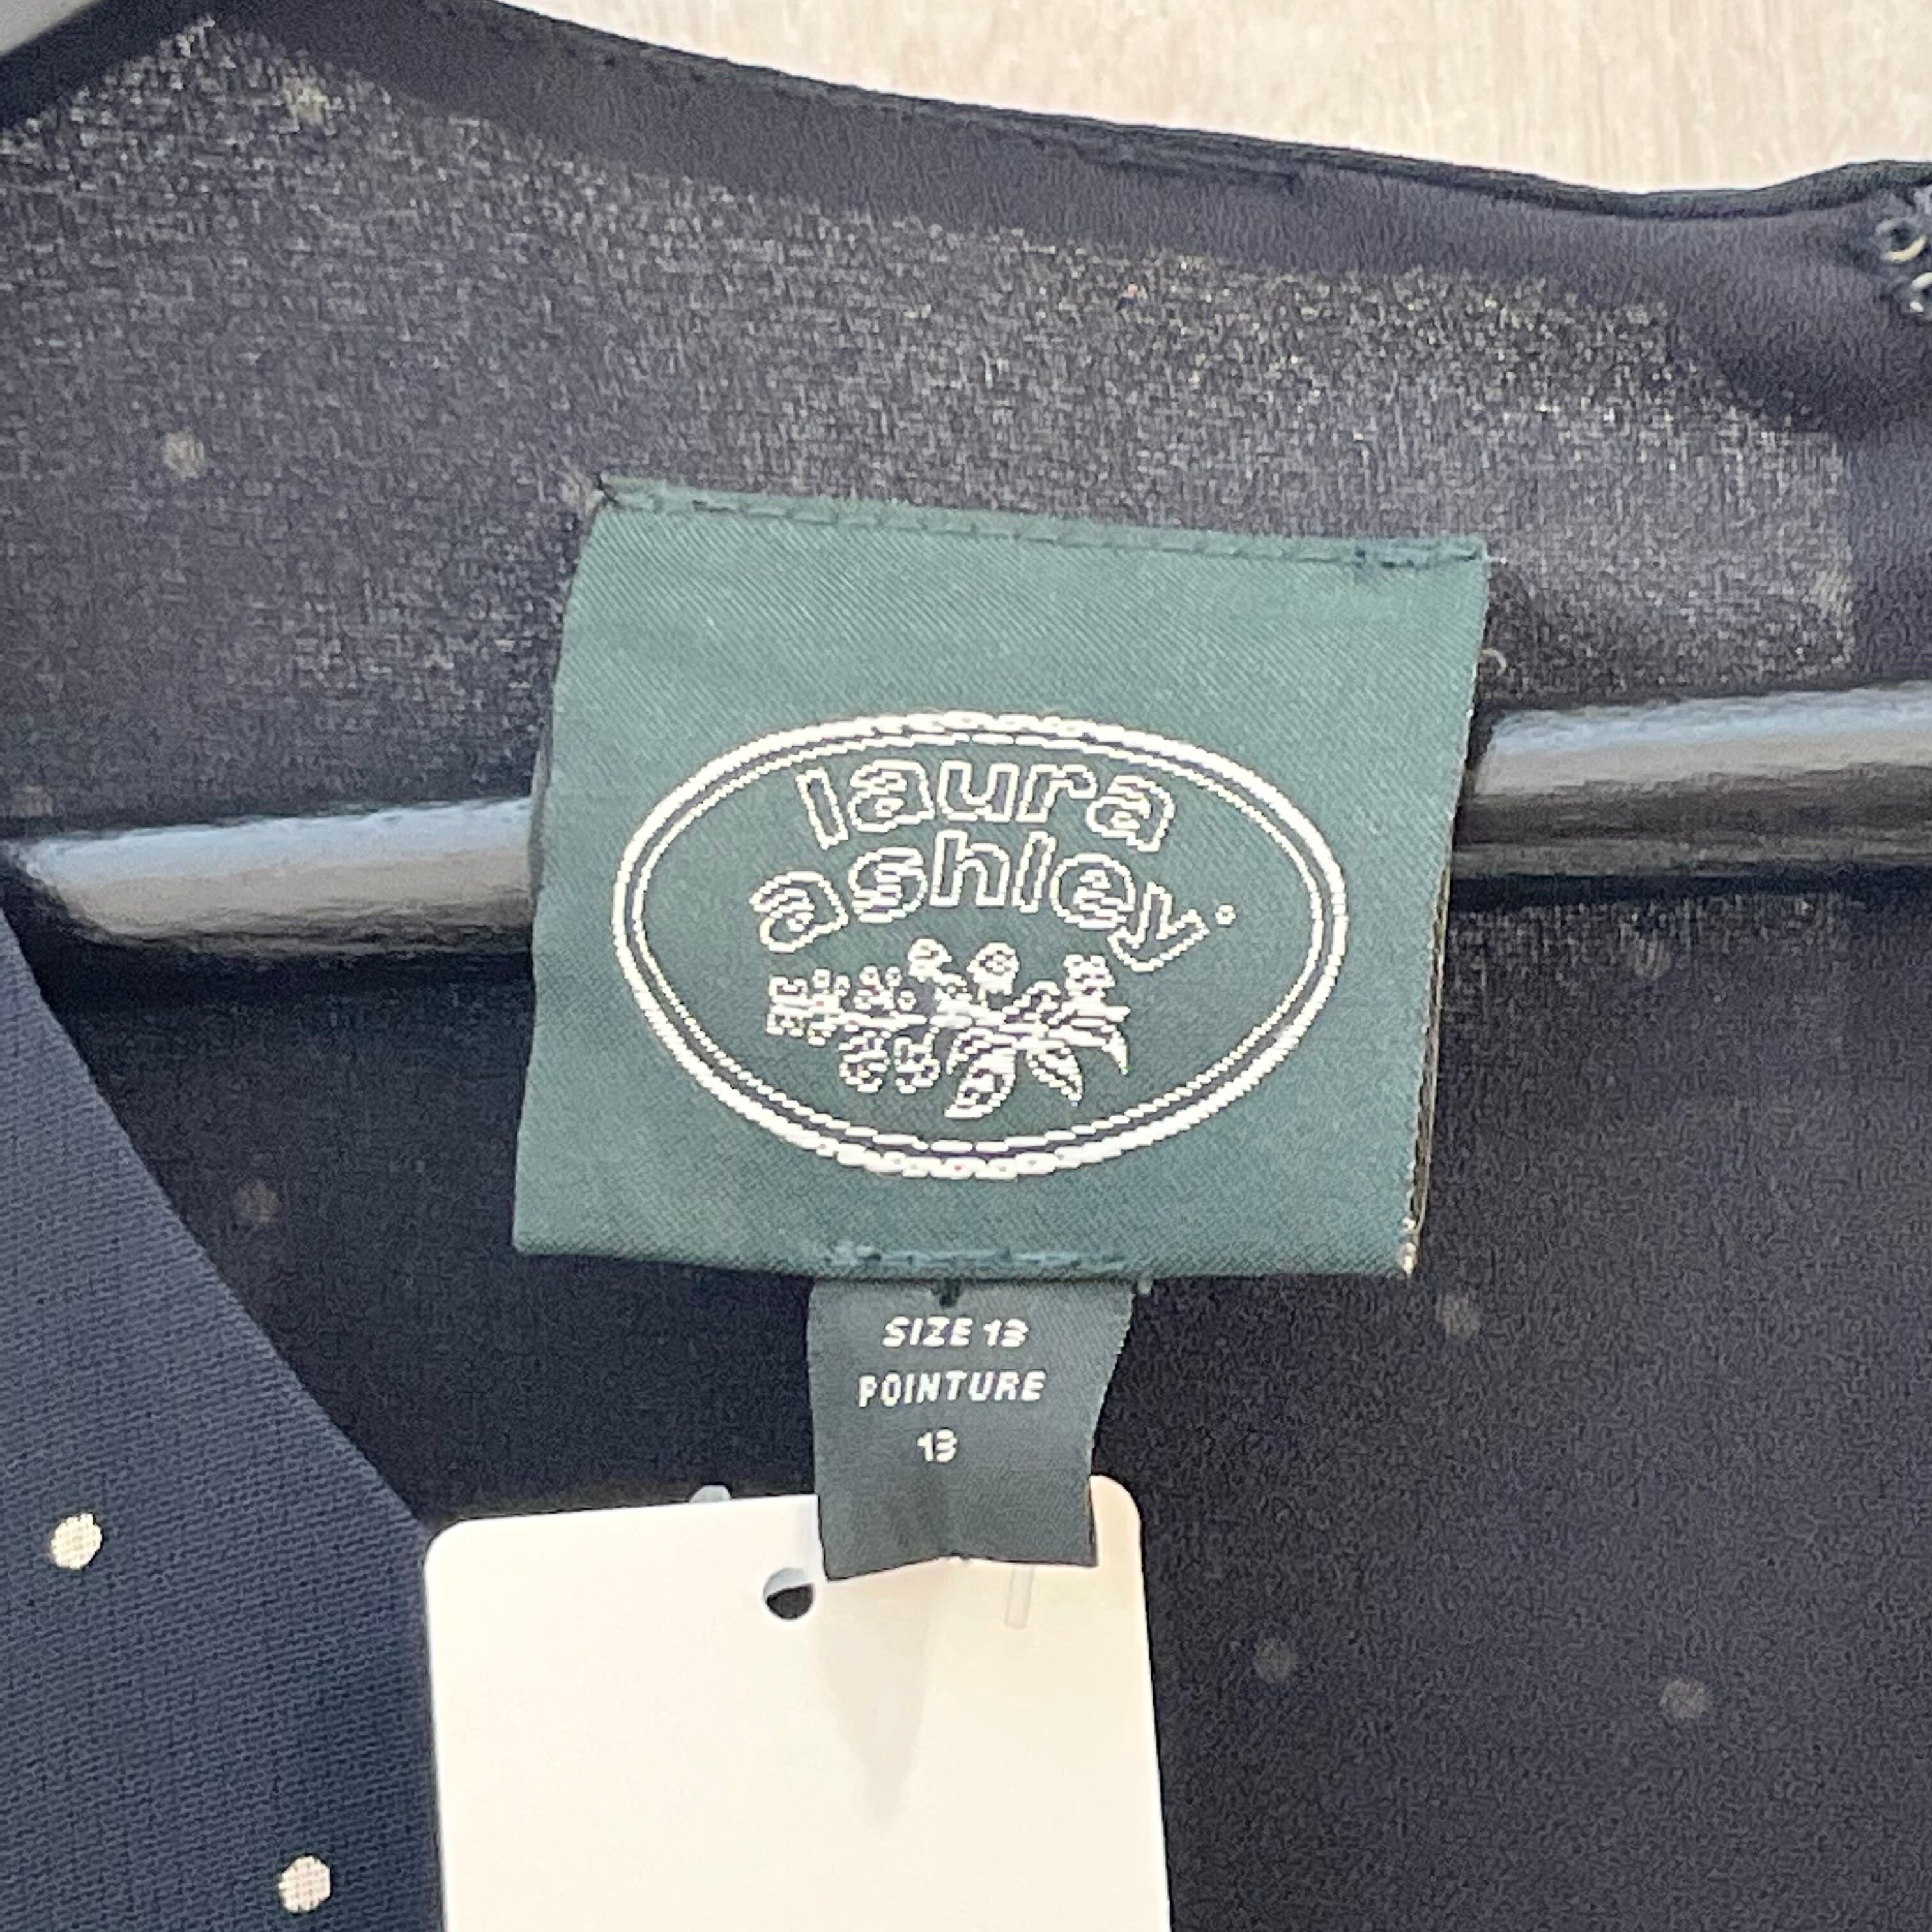 laura
ashley
SIZE 13
POINTURE
13